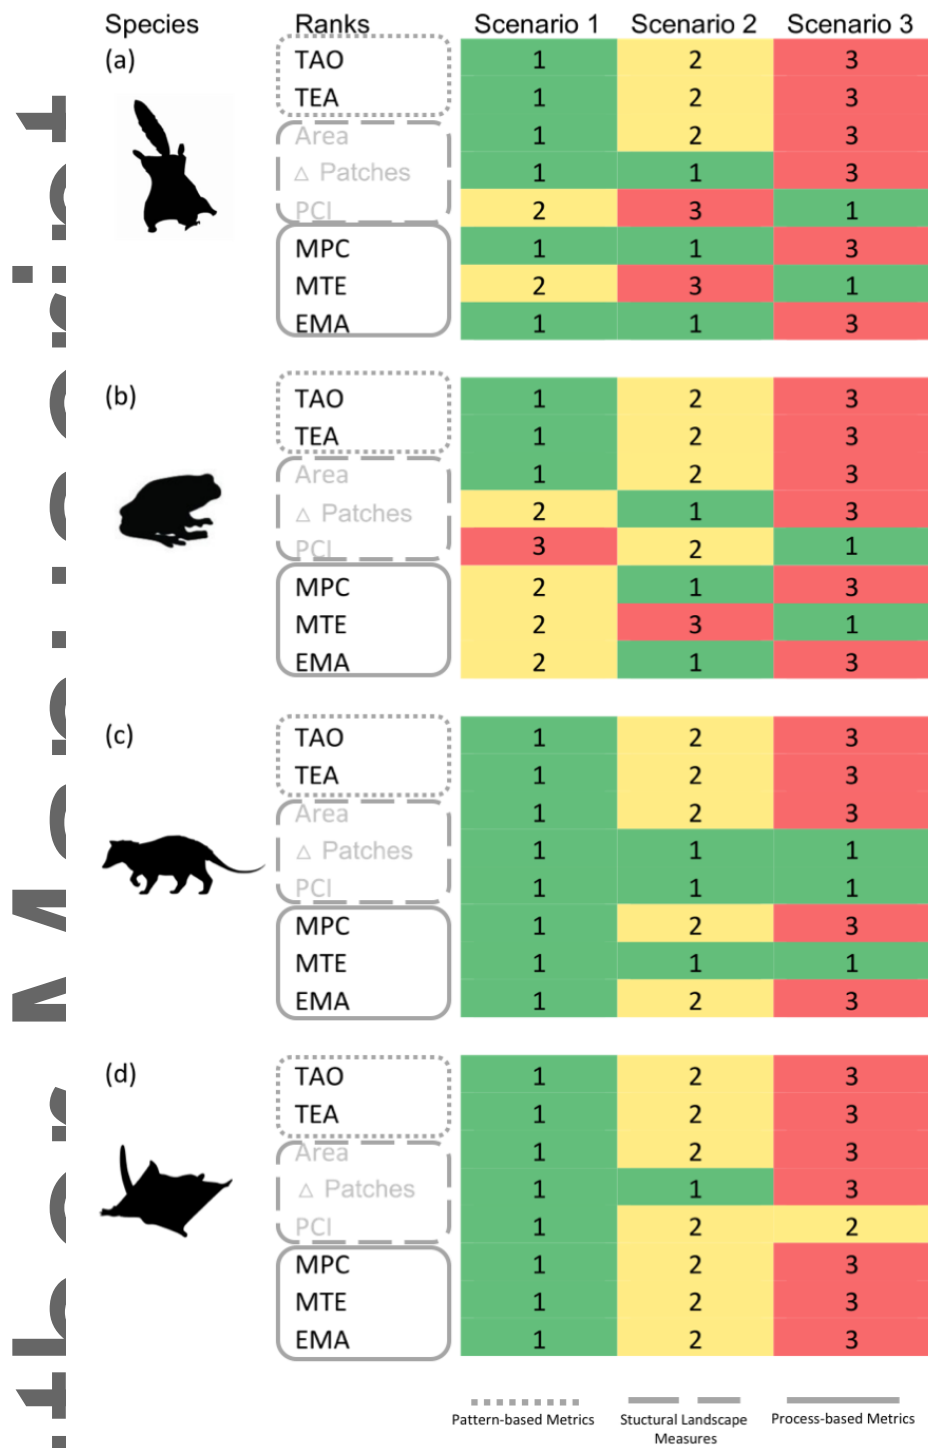 Species Ranks Scenario 1 Scenario 2 Scenario 3
(a) TAO 1 2 3
TEA 1 2 3
Area 1 2 3
△ Patches 1 1 3
PCI 2 3 1
MPC 1 1 3
MTE 2 3 1
EMA 1 1 3
(b) TAO 1 2 3
TEA 1 2 3
Area 1 2 3
△ Patches 2 1 3
PCI 3 2 1
MPC 2 1 3
MTE 2 3 1
EMA 2 1 3
(c) TAO 1 2 3
TEA 1 2 3
Area 1 2 3
△ Patches 1 1 1
PCI 1 1 1
MPC 1 2 3
MTE 1 1 1
EMA 1 2 3
(d) TAO 1 2 3
TEA 1 2 3
Area 1 2 3
△ Patches 1 1 3
PCI 1 2 2
MPC 1 2 3
MTE 1 2 3
EMA 1 2 3
Pattern-based Metrics Stuctural Landscape Process-based Metrics
Measures